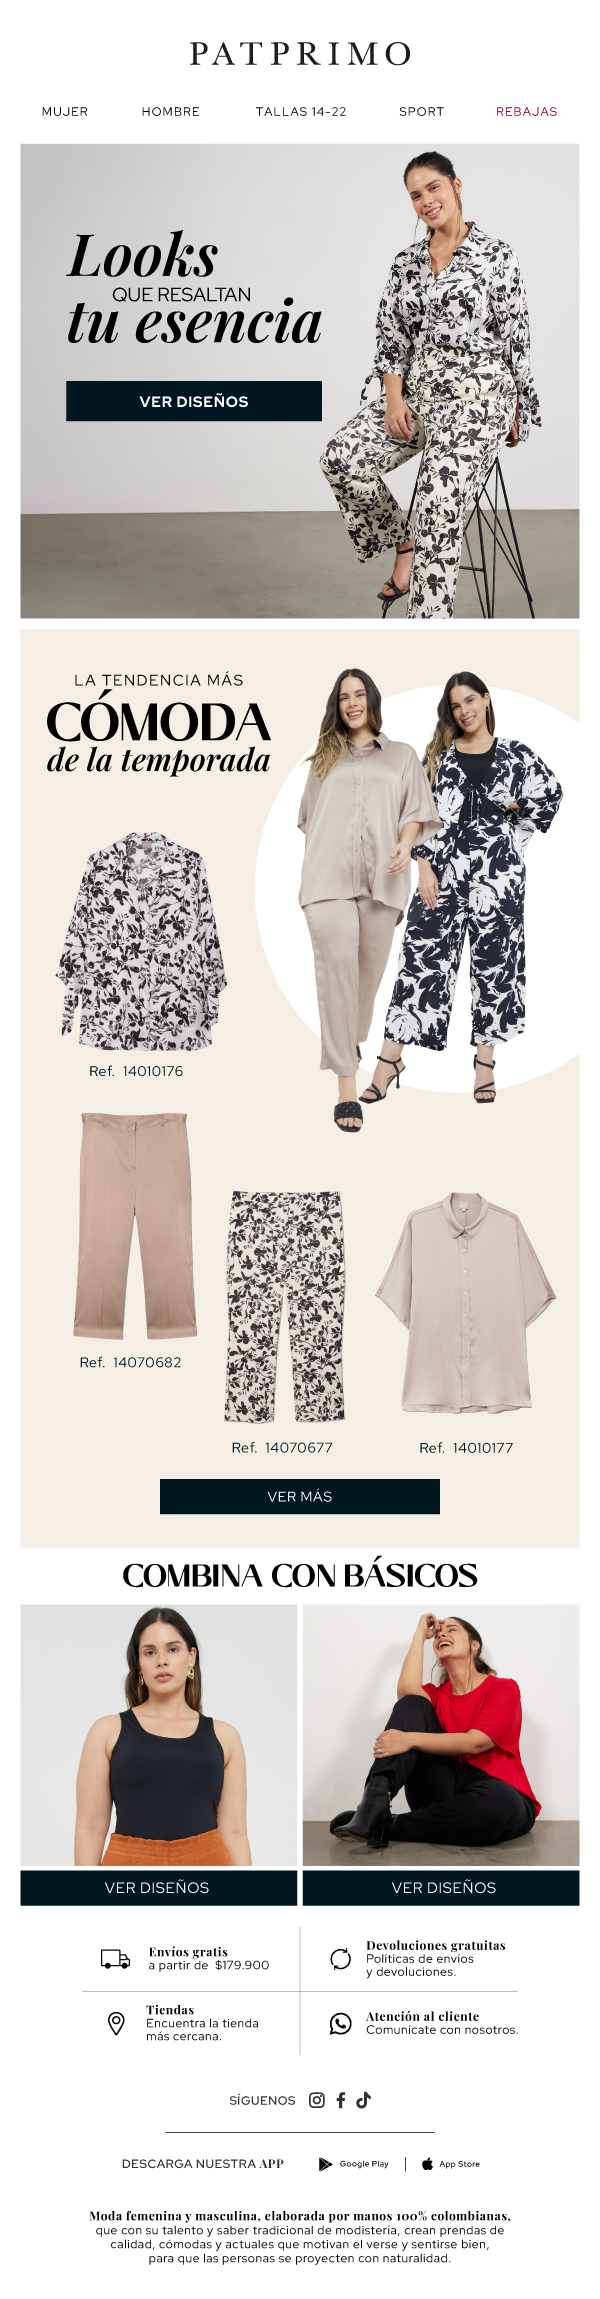 PATPRIMO
MUJER HOMBRE TALLAS 14-22 SPORT REBAJAS
Looks
QUE RESALTAN
tu esencia
VER DISEÑOS
LA TENDENCIA MÁS
CÓMODA
de la temporada
Ref. 14010176
Ref. 14070682
Ref. 14070677
Ref. 14010177
VER MÁS
COMBINA CON BÁSICOS
VER DISEÑOS
VER DISEÑOS
Envíos gratis
a partir de $179.900
Devoluciones gratuitas
Políticas de envíos
y devoluciones.
Tiendas
Encuentra la tienda
más cercana.
Atención al cliente
Comunícate con nosotros.
SÍGUENOS
DESCARGA NUESTRA APP Google Play App Store
Moda femenina y masculina, elaborada por manos 100% colombianas,
que con su talento y saber tradicional de modistería, crean prendas de
calidad, cómodas y actuales que motivan el verse y sentirse bien,
para que las personas se proyecten con naturalidad.